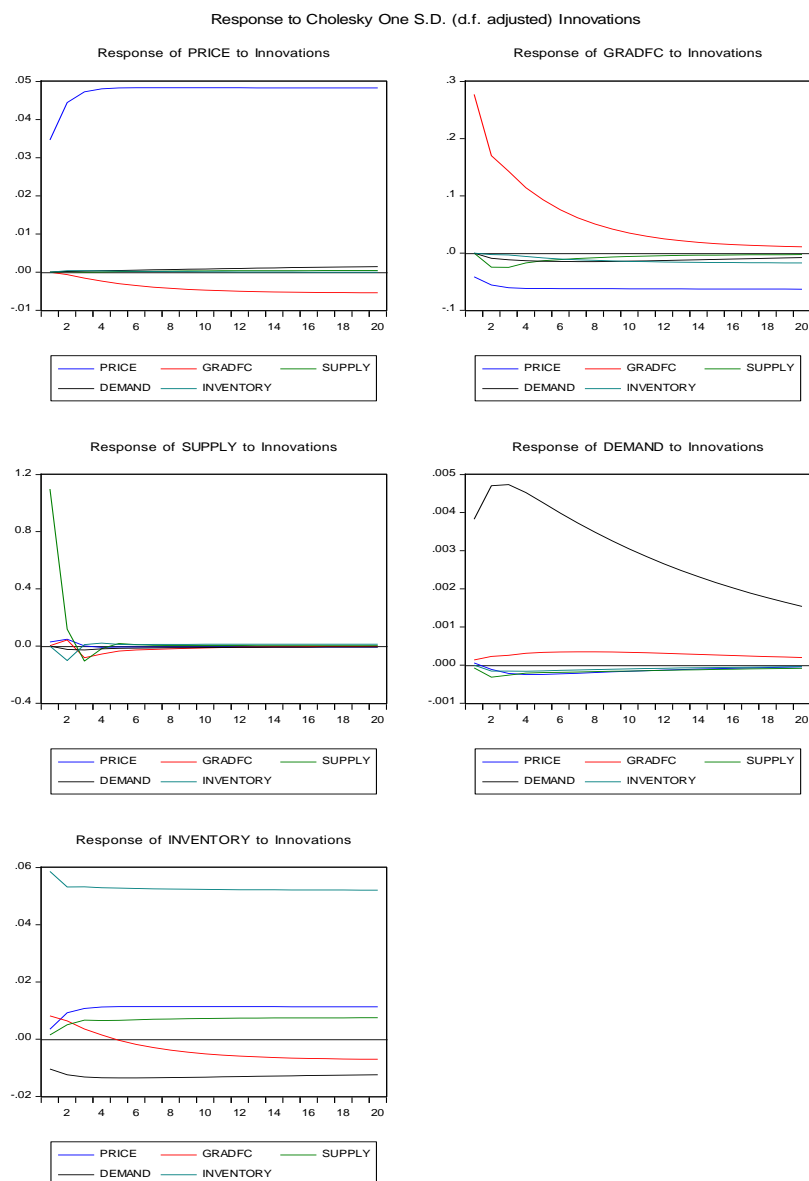 Response to Cholesky One S.D. (d.f. adjusted) Innovations
Response of PRICE to Innovations
.05
.04
.03
.02
.01
.00
-.01
2 4 6 8 10 12 14 16 18 20
PRICE GRADFC SUPPLY
DEMAND INVENTORY
Response of GRADFC to Innovations
.3
.2
.1
.0
-.1
2 4 6 8 10 12 14 16 18 20
PRICE GRADFC SUPPLY
DEMAND INVENTORY
Response of SUPPLY to Innovations
1.2
0.8
0.4
0.0
-0.4
2 4 6 8 10 12 14 16 18 20
PRICE GRADFC SUPPLY
DEMAND INVENTORY
Response of DEMAND to Innovations
.005
.004
.003
.002
.001
.000
-.001
2 4 6 8 10 12 14 16 18 20
PRICE GRADFC SUPPLY
DEMAND INVENTORY
Response of INVENTORY to Innovations
.06
.04
.02
.00
-.02
2 4 6 8 10 12 14 16 18 20
PRICE GRADFC SUPPLY
DEMAND INVENTORY